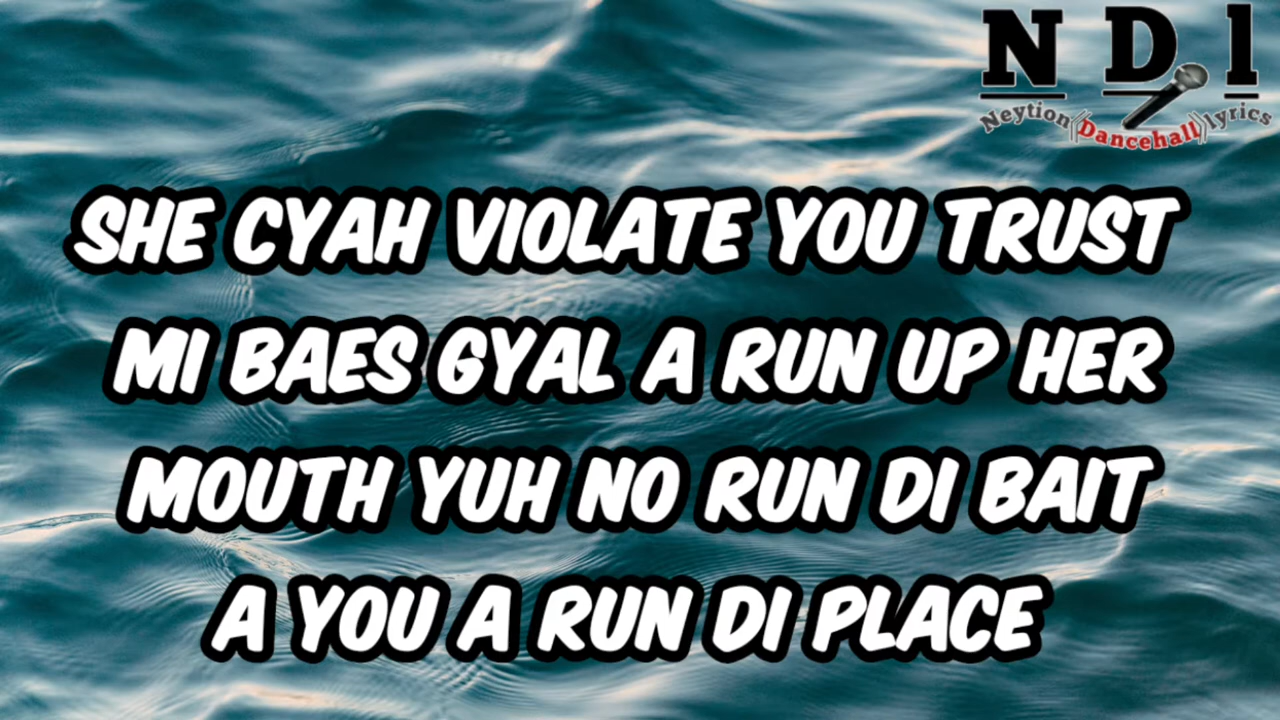 N D l
Neytion Dancehall lyrics
SHE CYAH VIOLATE YOU TRUST
MI BAES GYAL A RUN UP HER
MOUTH YUH NO RUN DI BAIT
A YOU A RUN DI PLACE